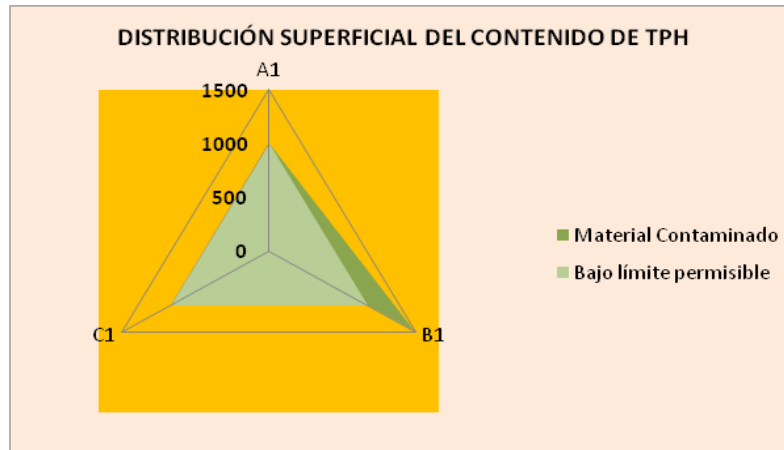 DISTRIBUCIÓN SUPERFICIAL DEL CONTENIDO DE TPH
A1
1500
1000
500
0
C1
B1
Material Contaminado
Bajo límite permisible